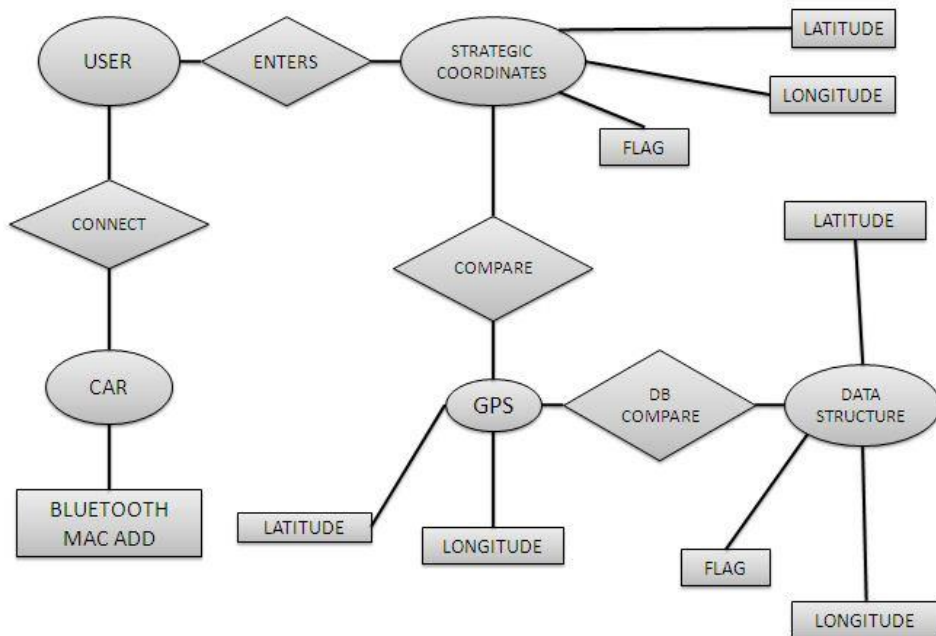 USER
ENTERS
STRATEGIC
COORDINATES
LATITUDE
LONGITUDE
FLAG
CONNECT
COMPARE
LATITUDE
CAR
GPS
DB
COMPARE
DATA
STRUCTURE
BLUETOOTH
MAC ADD
LATITUDE
LONGITUDE
FLAG
LONGITUDE